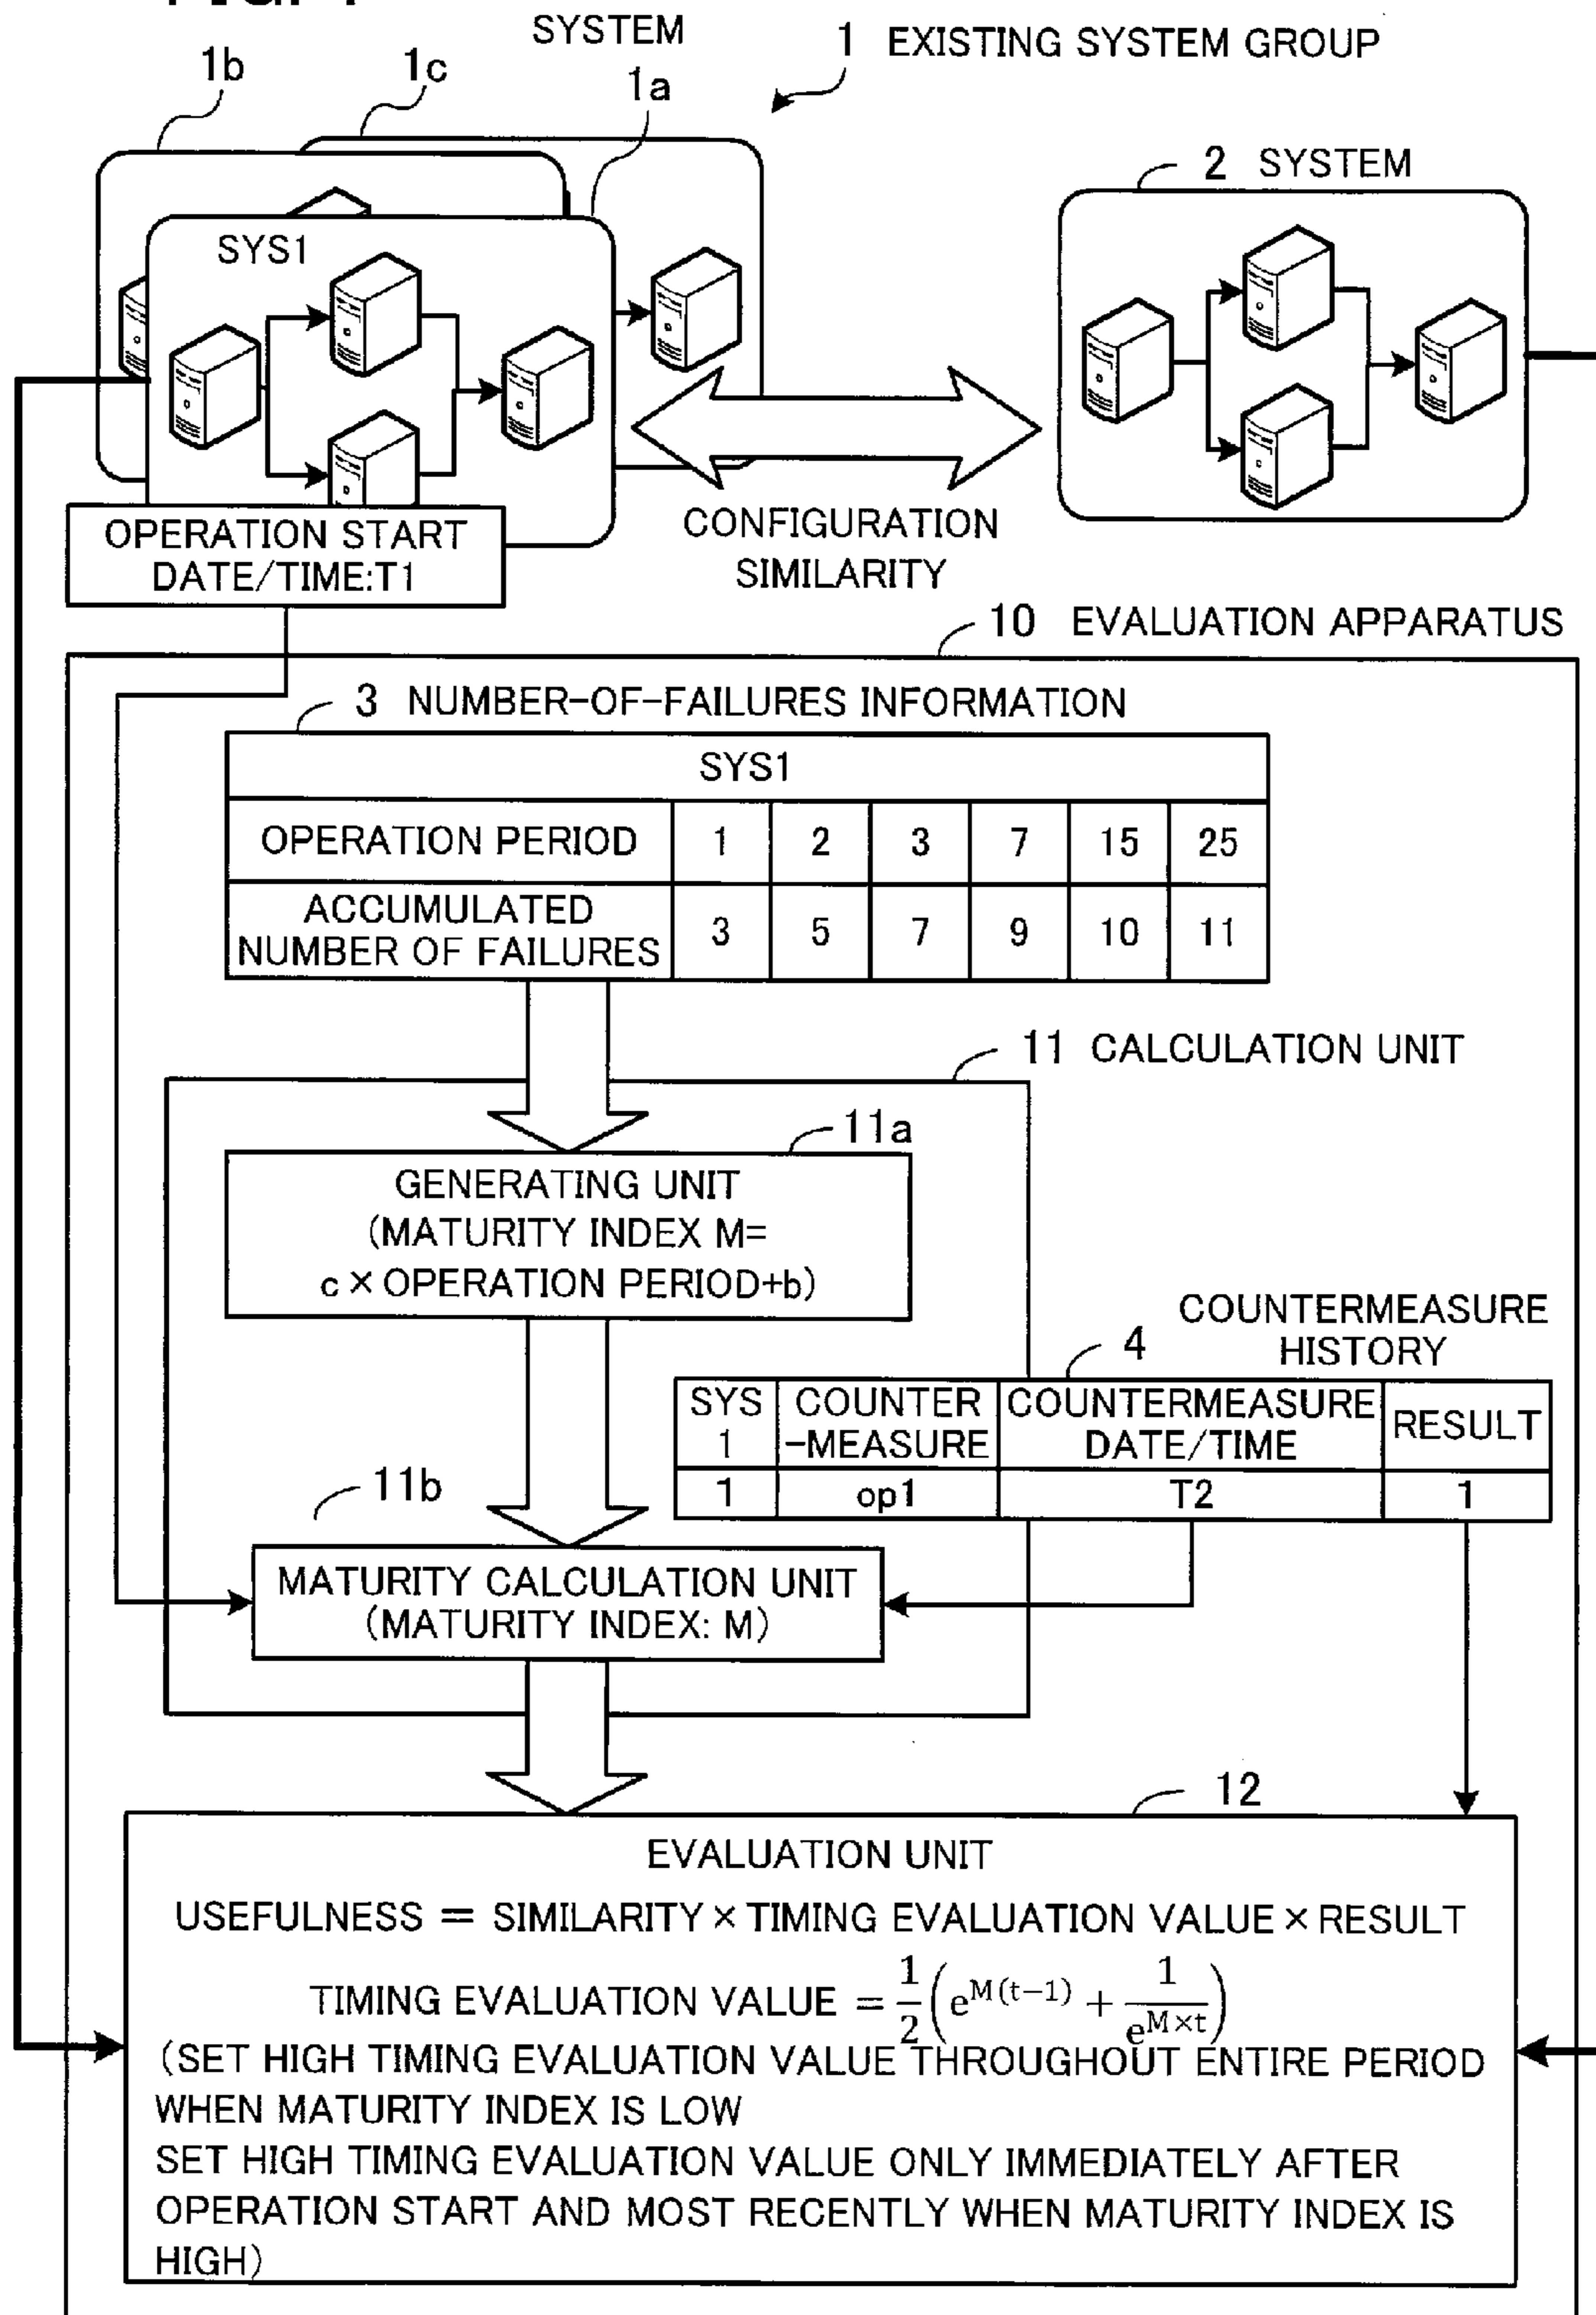 SYSTEM
1 EXISTING SYSTEM GROUP
1b
1c
1a
2 SYSTEM
SYS1
OPERATION START
DATE/TIME:T1
CONFIGURATION
SIMILARITY
10 EVALUATION APPARATUS
3 NUMBER-OF-FAILURES INFORMATION
SYS1
OPERATION PERIOD 1 2 3 7 15 25
ACCUMULATED
NUMBER OF FAILURES 3 5 7 9 10 11
11 CALCULATION UNIT
11a
GENERATING UNIT
(MATURITY INDEX M=
c × OPERATION PERIOD+b)
COUNTERMEASURE
HISTORY
4
SYS COUNTER COUNTERMEASURE RESULT
1 -MEASURE DATE/TIME
1 op1 T2 1
11b
MATURITY CALCULATION UNIT
(MATURITY INDEX: M)
12
EVALUATION UNIT
USEFULNESS = SIMILARITY × TIMING EVALUATION VALUE × RESULT
TIMING EVALUATION VALUE = 1/2 (e^M(t−1) + 1/e^M×t)
(SET HIGH TIMING EVALUATION VALUE THROUGHOUT ENTIRE PERIOD
WHEN MATURITY INDEX IS LOW
SET HIGH TIMING EVALUATION VALUE ONLY IMMEDIATELY AFTER
OPERATION START AND MOST RECENTLY WHEN MATURITY INDEX IS
HIGH)